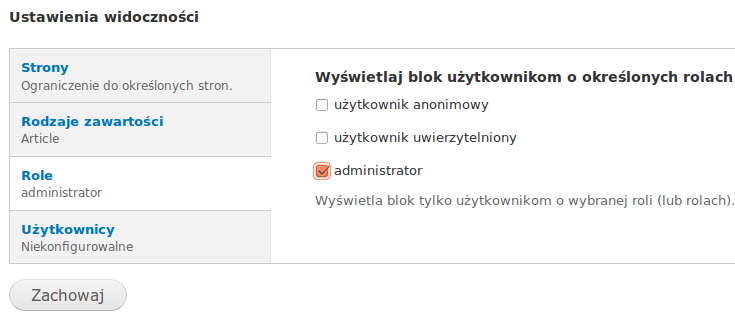 Ustawienia widoczności
Strony
Ograniczenie do określonych stron.
Rodzaje zawartości
Article
Role
administrator
Użytkownicy
Niekonfigurowalne
Wyświetlaj blok użytkownikom o określonych rolach
użytkownik anonimowy
użytkownik uwierzytelniony
administrator
Wyświetla blok tylko użytkownikom o wybranej roli (lub rolach).
Zachowaj